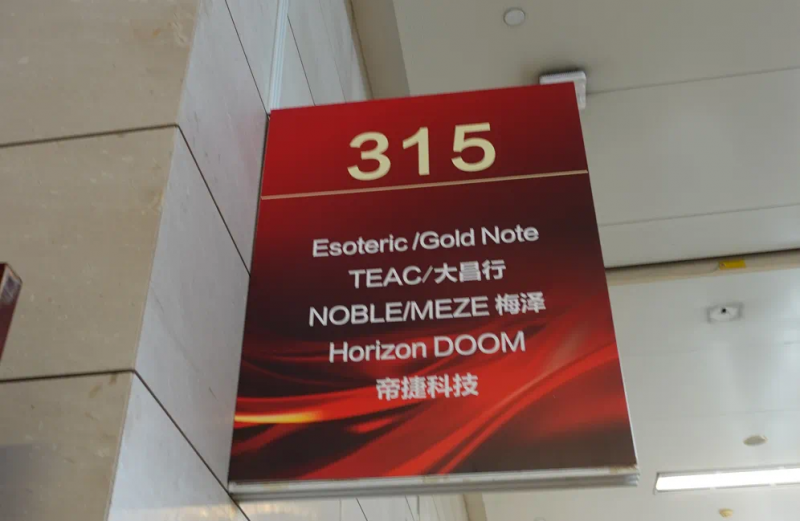 315
Esoteric /Gold Note
TEAC/大昌行
NOBLE/MEZE 梅泽
Horizon DOOM
帝捷科技